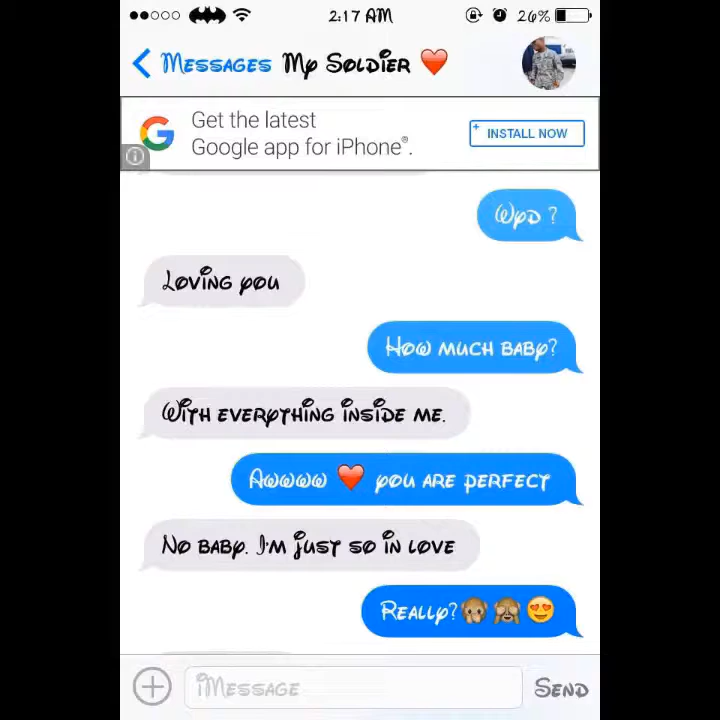 2:17 AM
26%
Messages My Soldier ❤️
Get the latest
Google app for iPhone®.
INSTALL NOW
Wyd ?
Loving you
How much baby?
With everything inside me.
Awwww ❤️ you are perfect
No baby. I'm just so in love
Really?🙊🙈😍
iMessage
Send